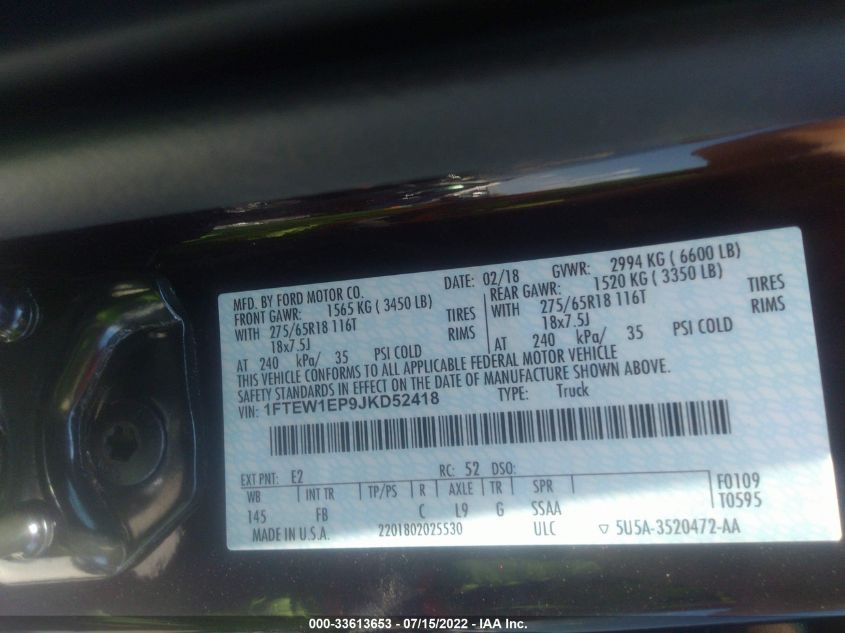 MFD. BY FORD MOTOR CO. DATE: 02/18 GVWR: 2994 KG ( 6600 LB)
FRONT GAWR: 1565 KG ( 3450 LB) REAR GAWR: 1520 KG ( 3350 LB)
WITH 275/65R18 116T TIRES WITH 275/65R18 116T TIRES
18x7.5J RIMS 18x7.5J RIMS
AT 240 kPa/ 35 PSI COLD AT 240 kPa/ 35 PSI COLD
THIS VEHICLE CONFORMS TO ALL APPLICABLE FEDERAL MOTOR VEHICLE
SAFETY STANDARDS IN EFFECT ON THE DATE OF MANUFACTURE SHOWN ABOVE.
VIN: 1FTEW1EP9JKD52418 TYPE: Truck
EXT PNT: E2 RC: 52 DSO:
WB INT TR TP/PS R AXLE TR SPR F0109
145 FB C L9 G SSAA T0595
MADE IN U.S.A. 2201802025530 ULC ▽ 5U5A-3520472-AA
000-33613653 - 07/15/2022 - IAA Inc.